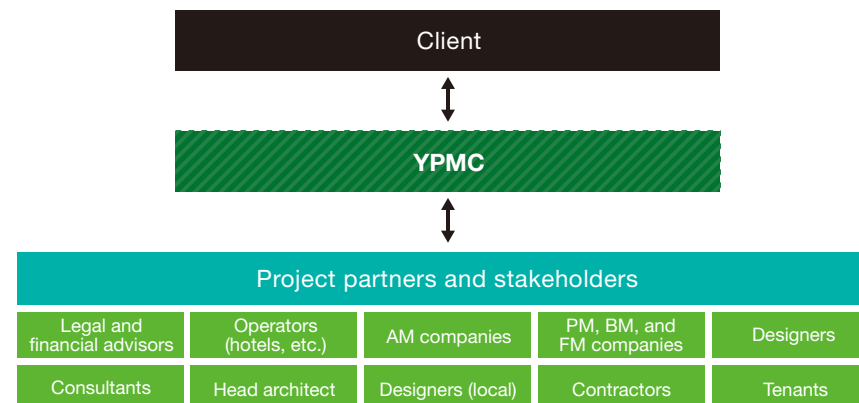 Client
YPMC
Project partners and stakeholders
Legal and
financial advisors
Operators
(hotels, etc.)
AM companies
PM, BM, and
FM companies
Designers
Consultants
Head architect
Designers (local)
Contractors
Tenants